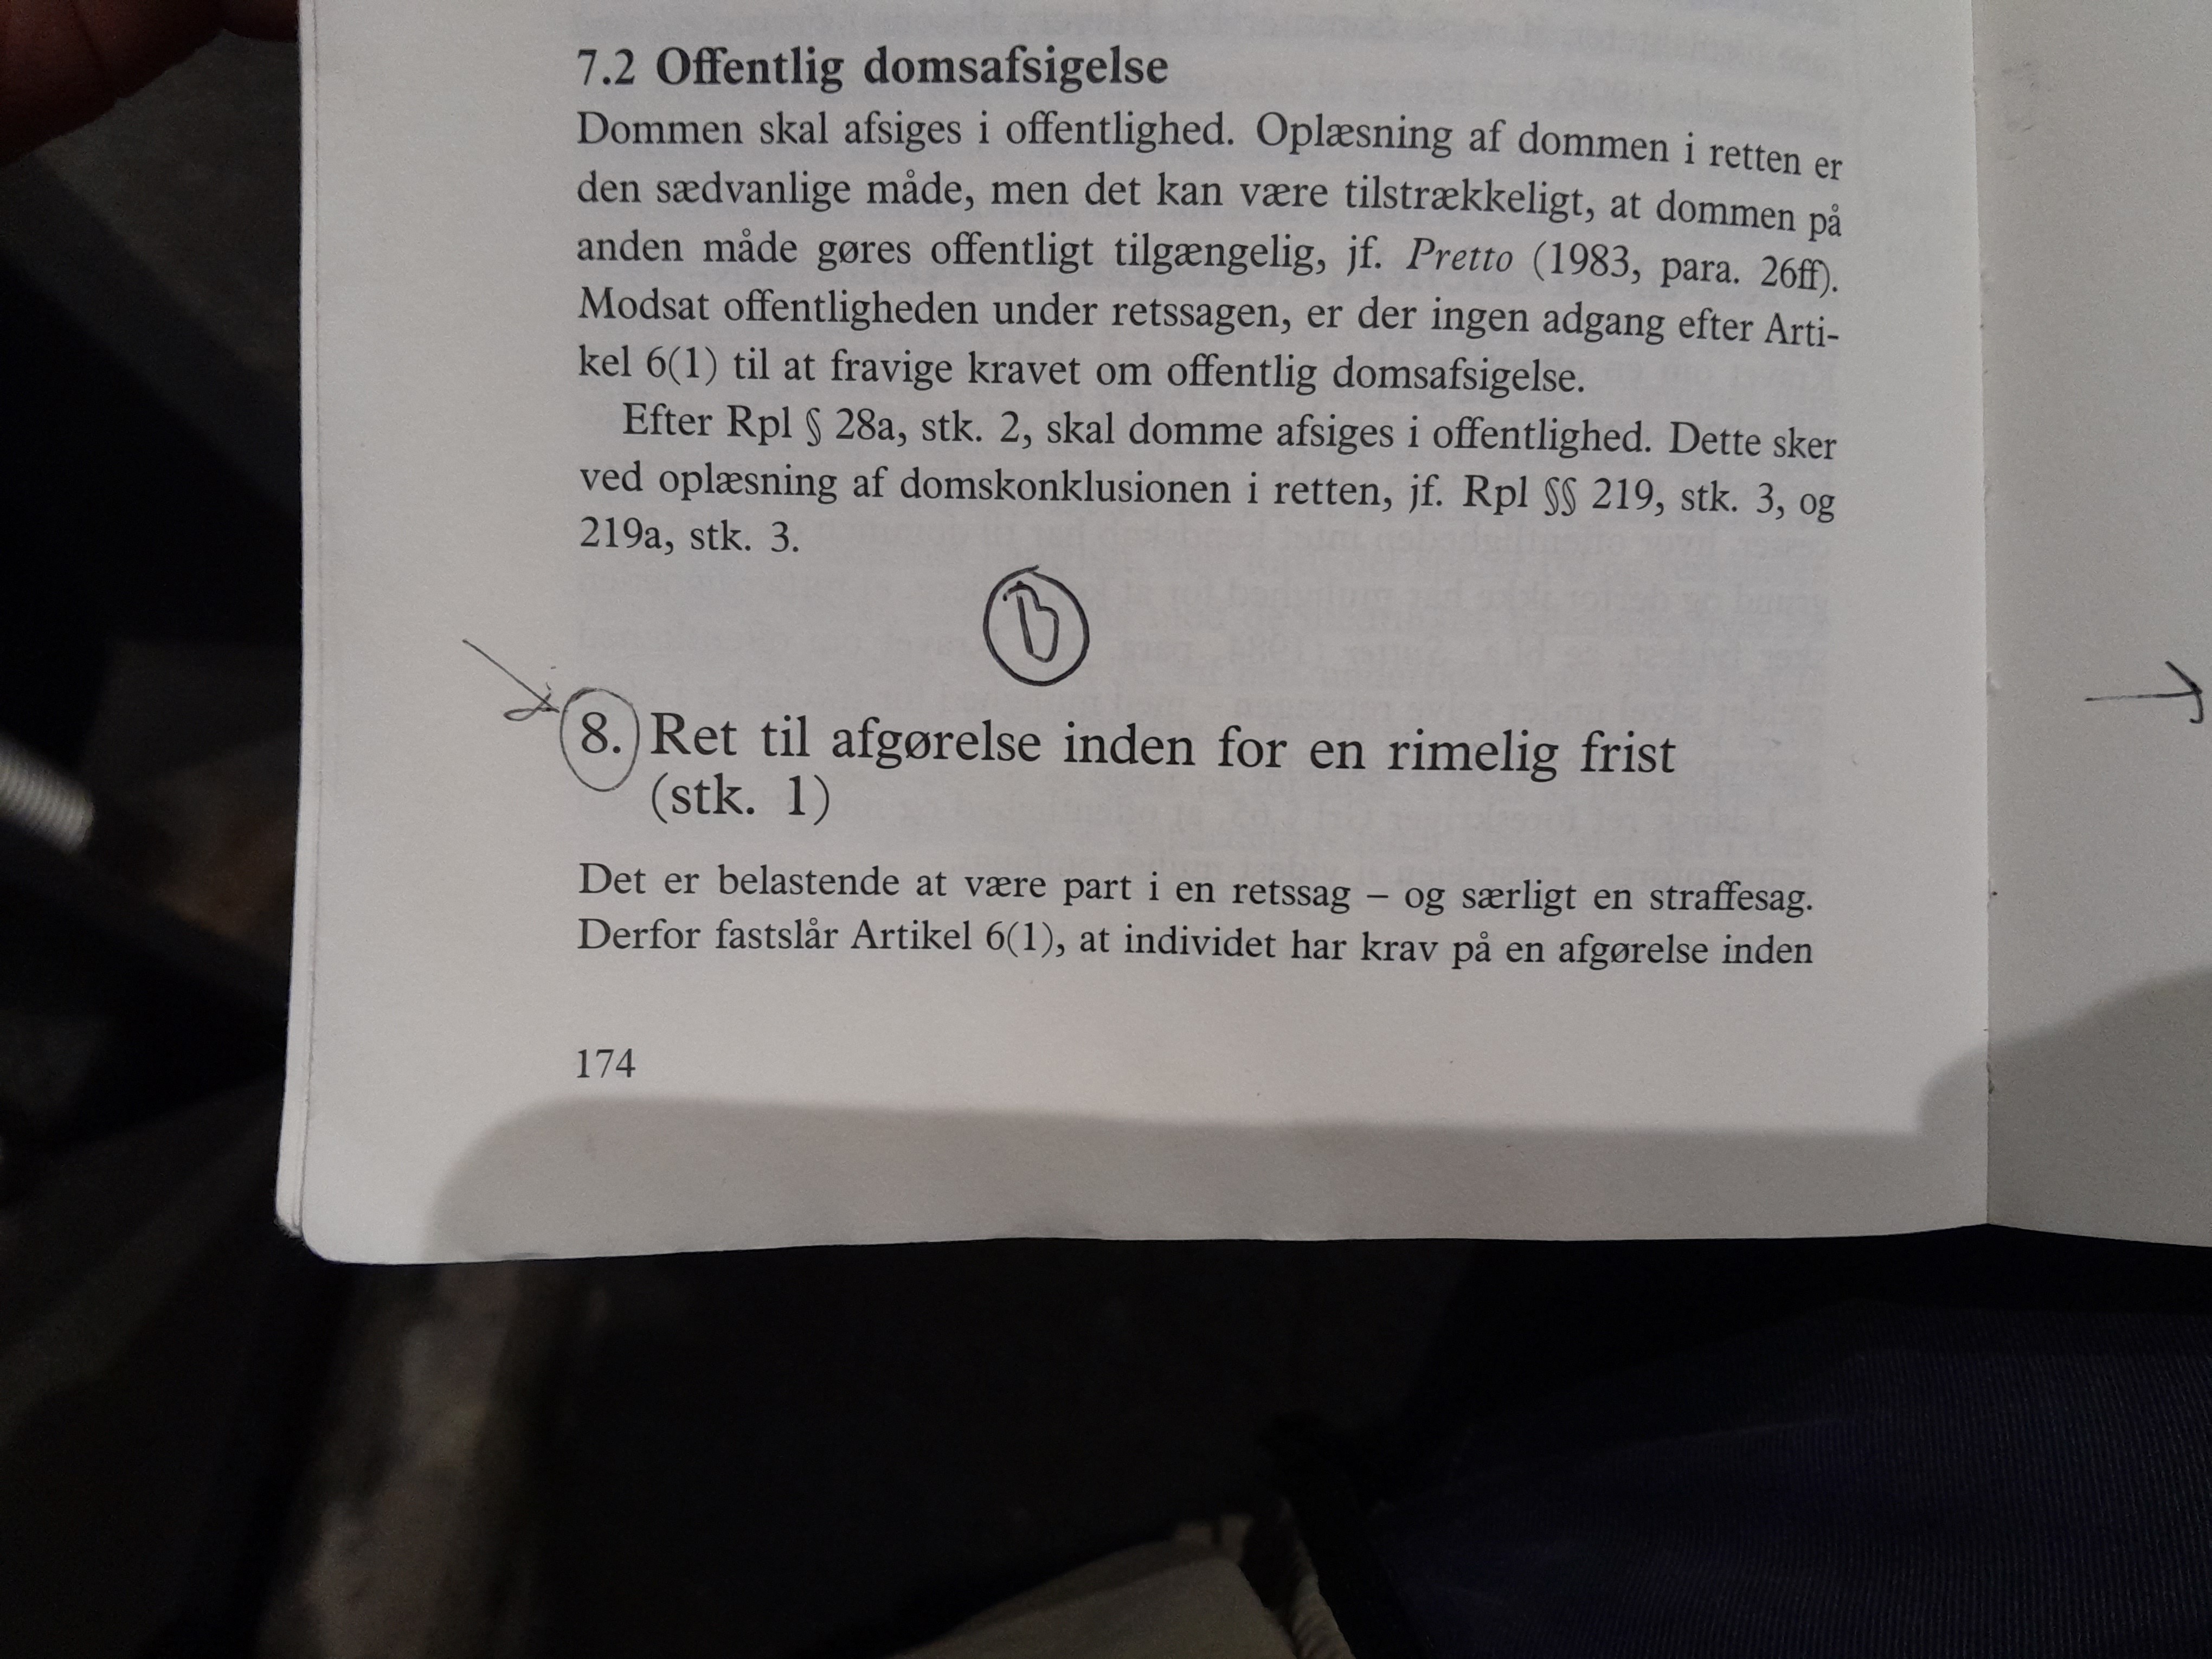 7.2 Offentlig domsafsigelse
Dommen skal afsiges i offentlighed. Oplæsning af dommen i retten er
den sædvanlige måde, men det kan være tilstrækkeligt, at dommen på
anden måde gøres offentligt tilgængelig, jf. Pretto (1983, para. 26ff).
Modsat offentligheden under retssagen, er der ingen adgang efter Arti-
kel 6(1) til at fravige kravet om offentlig domsafsigelse.
Efter Rpl § 28a, stk. 2, skal domme afsiges i offentlighed. Dette sker
ved oplæsning af domskonklusionen i retten, jf. Rpl §§ 219, stk. 3, og
219a, stk. 3.
8. Ret til afgørelse inden for en rimelig frist
(stk. 1)
Det er belastende at være part i en retssag – og særligt en straffesag.
Derfor fastslår Artikel 6(1), at individet har krav på en afgørelse inden
174